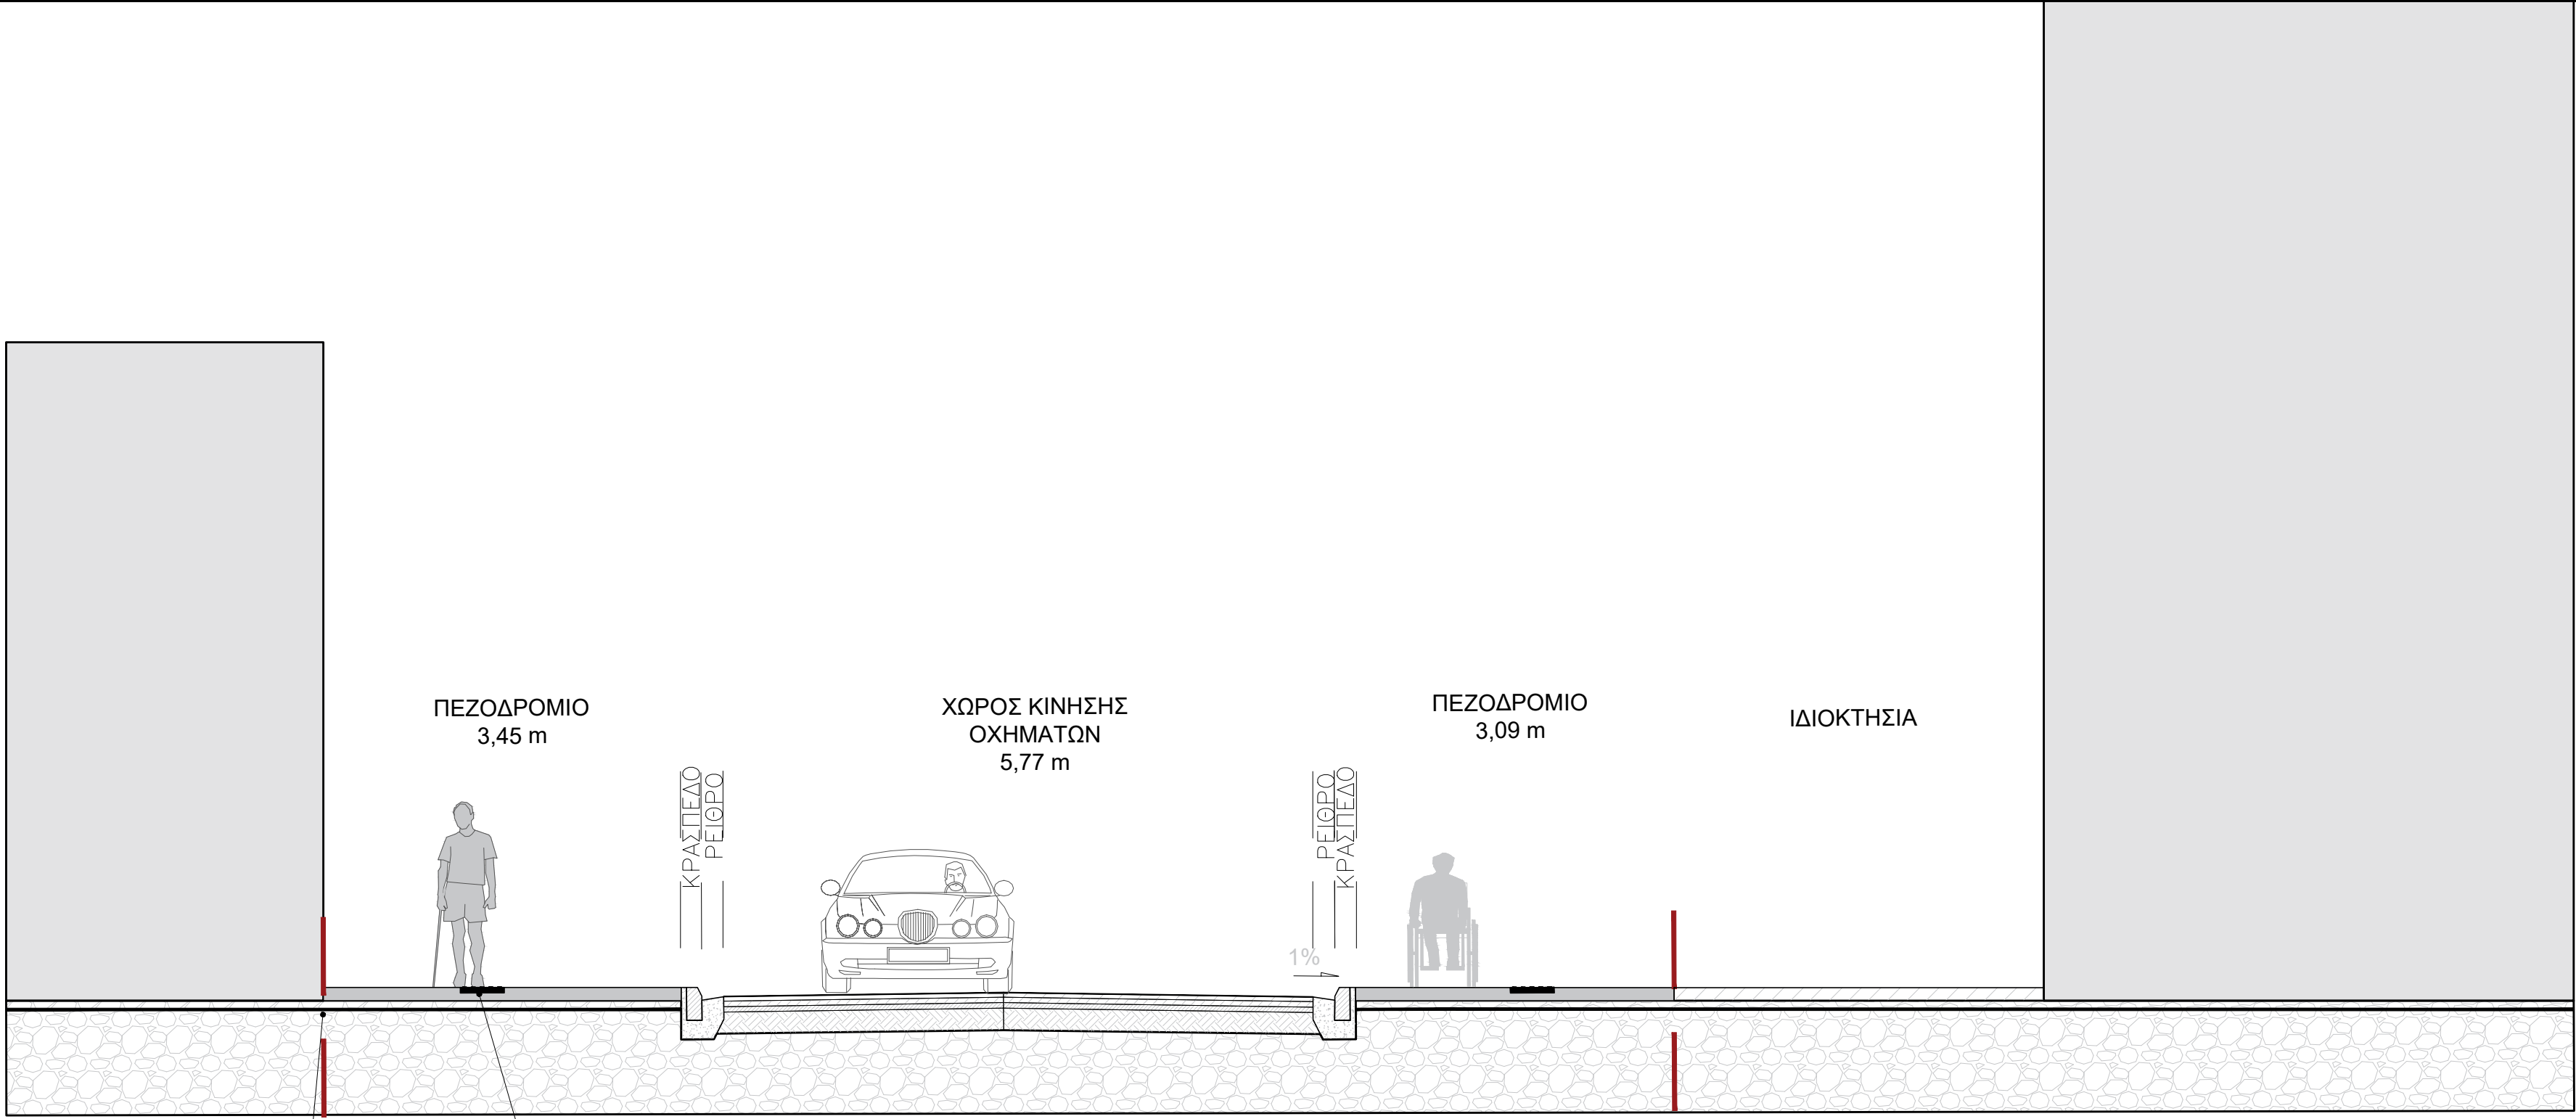 ΠΕΖΟΔΡΟΜΙΟ
3,45 m
ΚΡΑΣΠΕΔΟ
ΡΕΙΘΡΟ
ΧΩΡΟΣ ΚΙΝΗΣΗΣ
ΟΧΗΜΑΤΩΝ
5,77 m
ΡΕΙΘΡΟ
ΚΡΑΣΠΕΔΟ
1%
ΠΕΖΟΔΡΟΜΙΟ
3,09 m
ΙΔΙΟΚΤΗΣΙΑ